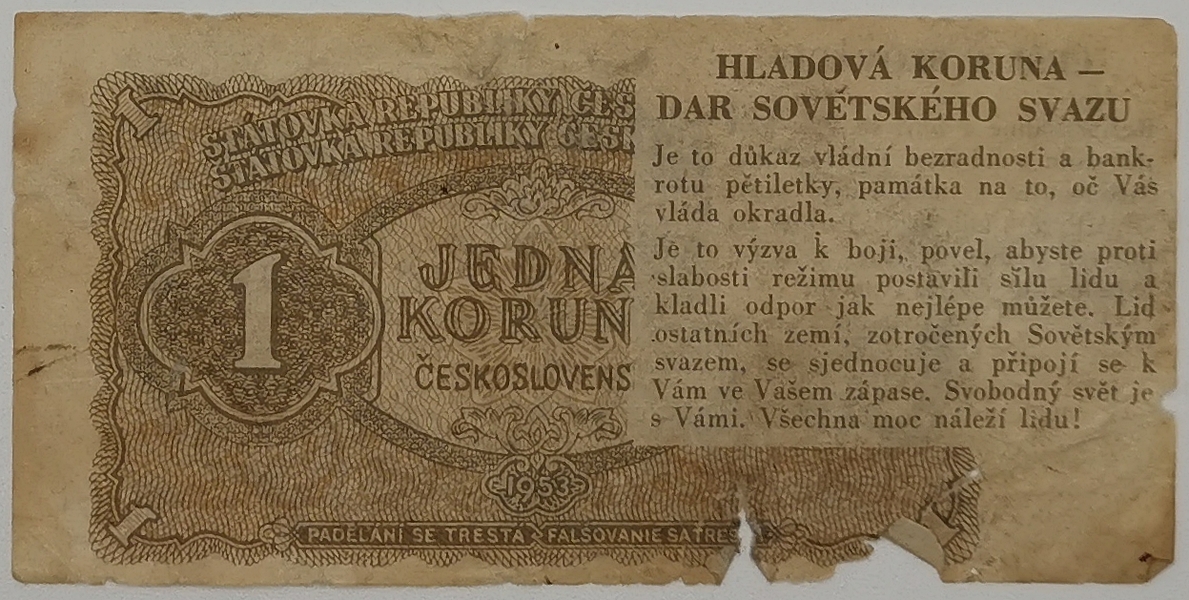 STÁTOVKA REPUBLIKY ČES
STÁTOVKA REPUBLIKY ČESK
1
JEDNA
KORUN
ČESKOSLOVENS
1953
PADĚLÁNÍ SE TRESTÁ FALŠOVANIE SA TRES
HLADOVÁ KORUNA —
DAR SOVĚTSKÉHO SVAZU
Je to důkaz vládní bezradnosti a bank-
rotu pětiletky, památka na to, oč Vás
vláda okradla.
Je to výzva k boji, povel, abyste proti
slabosti režimu postavili sílu lidu a
kladli odpor jak nejlépe můžete. Lid
ostatních zemí, zotročených Sovětským
svazem, se sjednocuje a připojí se k
Vám ve Vašem zápase. Svobodný svět je
s Vámi. Všechna moc náleží lidu!